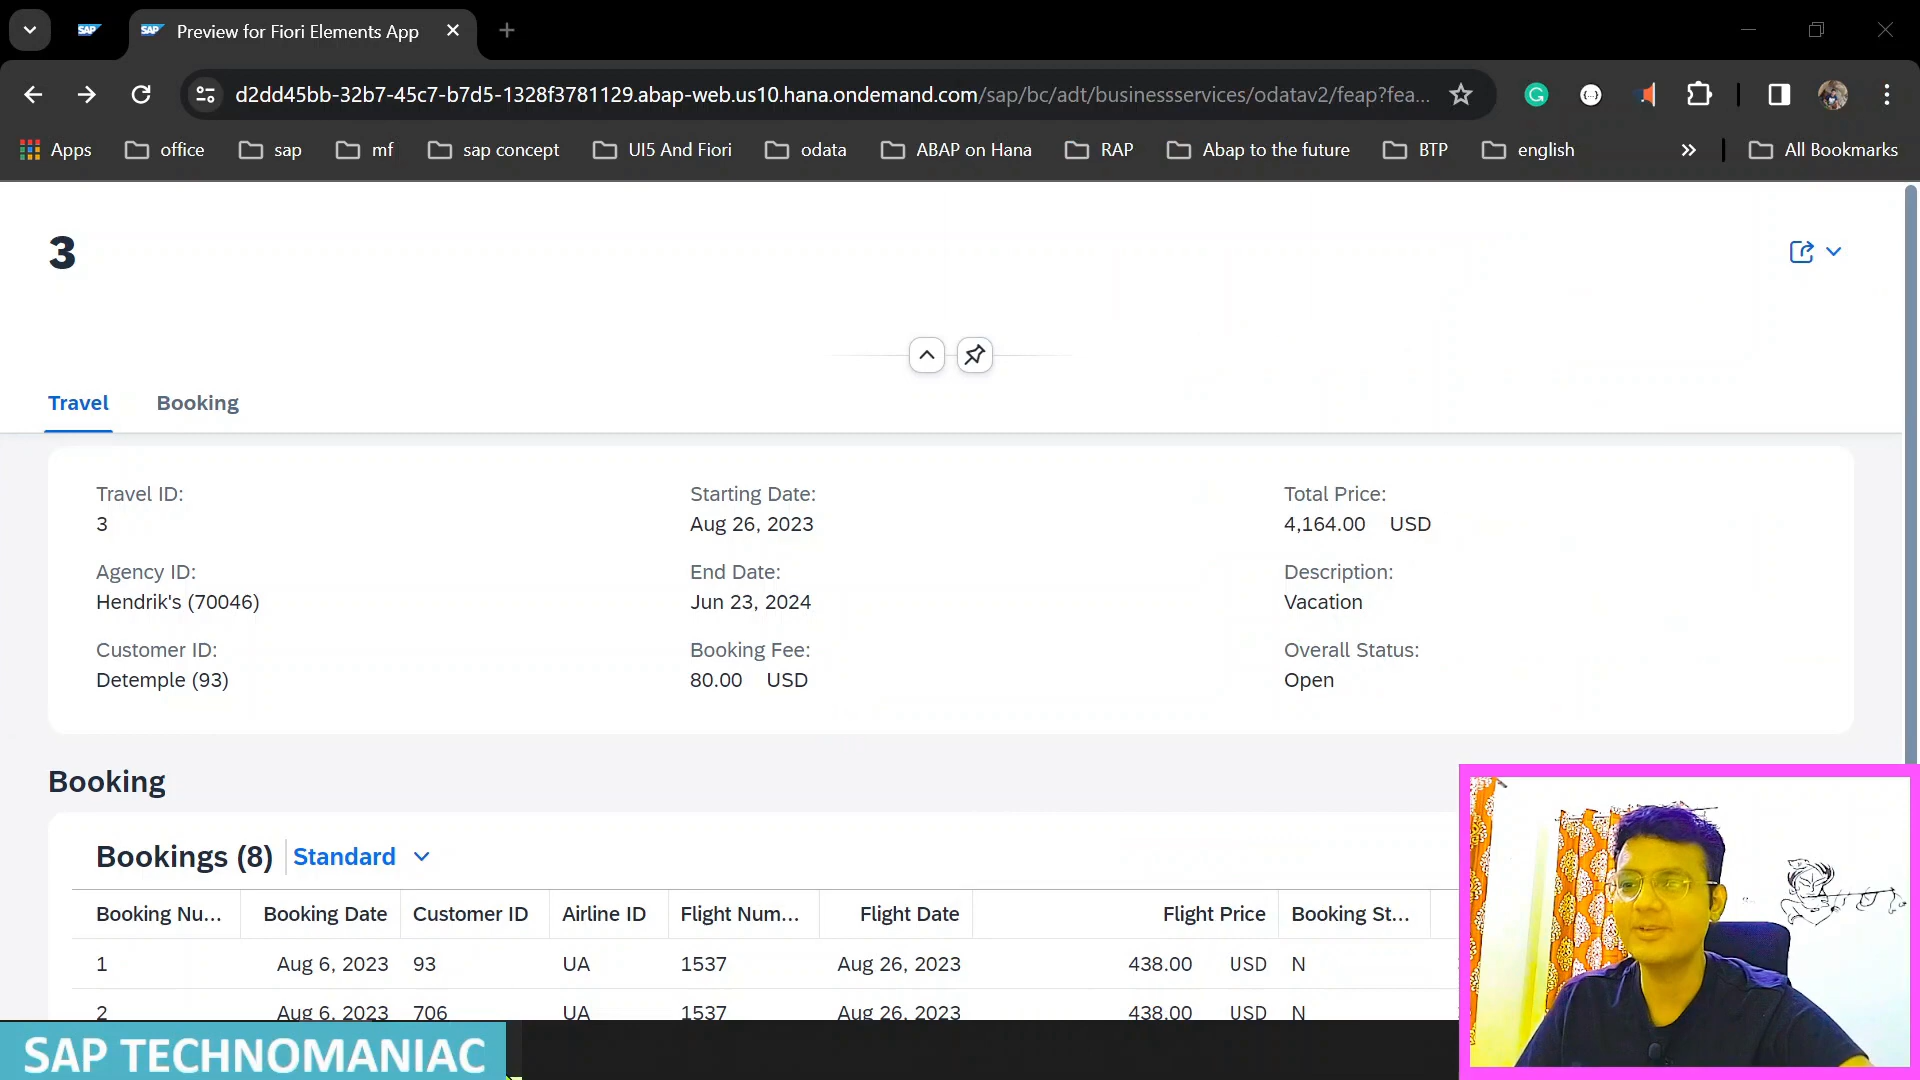 SAP
SAP Preview for Fiori Elements App
d2dd45bb-32b7-45c7-b7d5-1328f3781129.abap-web.us10.hana.ondemand.com/sap/bc/adt/businessservices/odatav2/feap?fea...
Apps office sap mf sap concept UI5 And Fiori odata ABAP on Hana RAP Abap to the future BTP english » All Bookmarks
3
Travel Booking
Travel ID: Starting Date: Total Price:
3 Aug 26, 2023 4,164.00 USD
Agency ID: End Date: Description:
Hendrik's (70046) Jun 23, 2024 Vacation
Customer ID: Booking Fee: Overall Status:
Detemple (93) 80.00 USD Open
Booking
Bookings (8) Standard
Booking Nu... Booking Date Customer ID Airline ID Flight Num... Flight Date Flight Price Booking St...
1 Aug 6, 2023 93 UA 1537 Aug 26, 2023 438.00 USD N
2 Aug 6, 2023 706 UA 1537 Aug 26, 2023 438.00 USD N
SAP TECHNOMANIAC